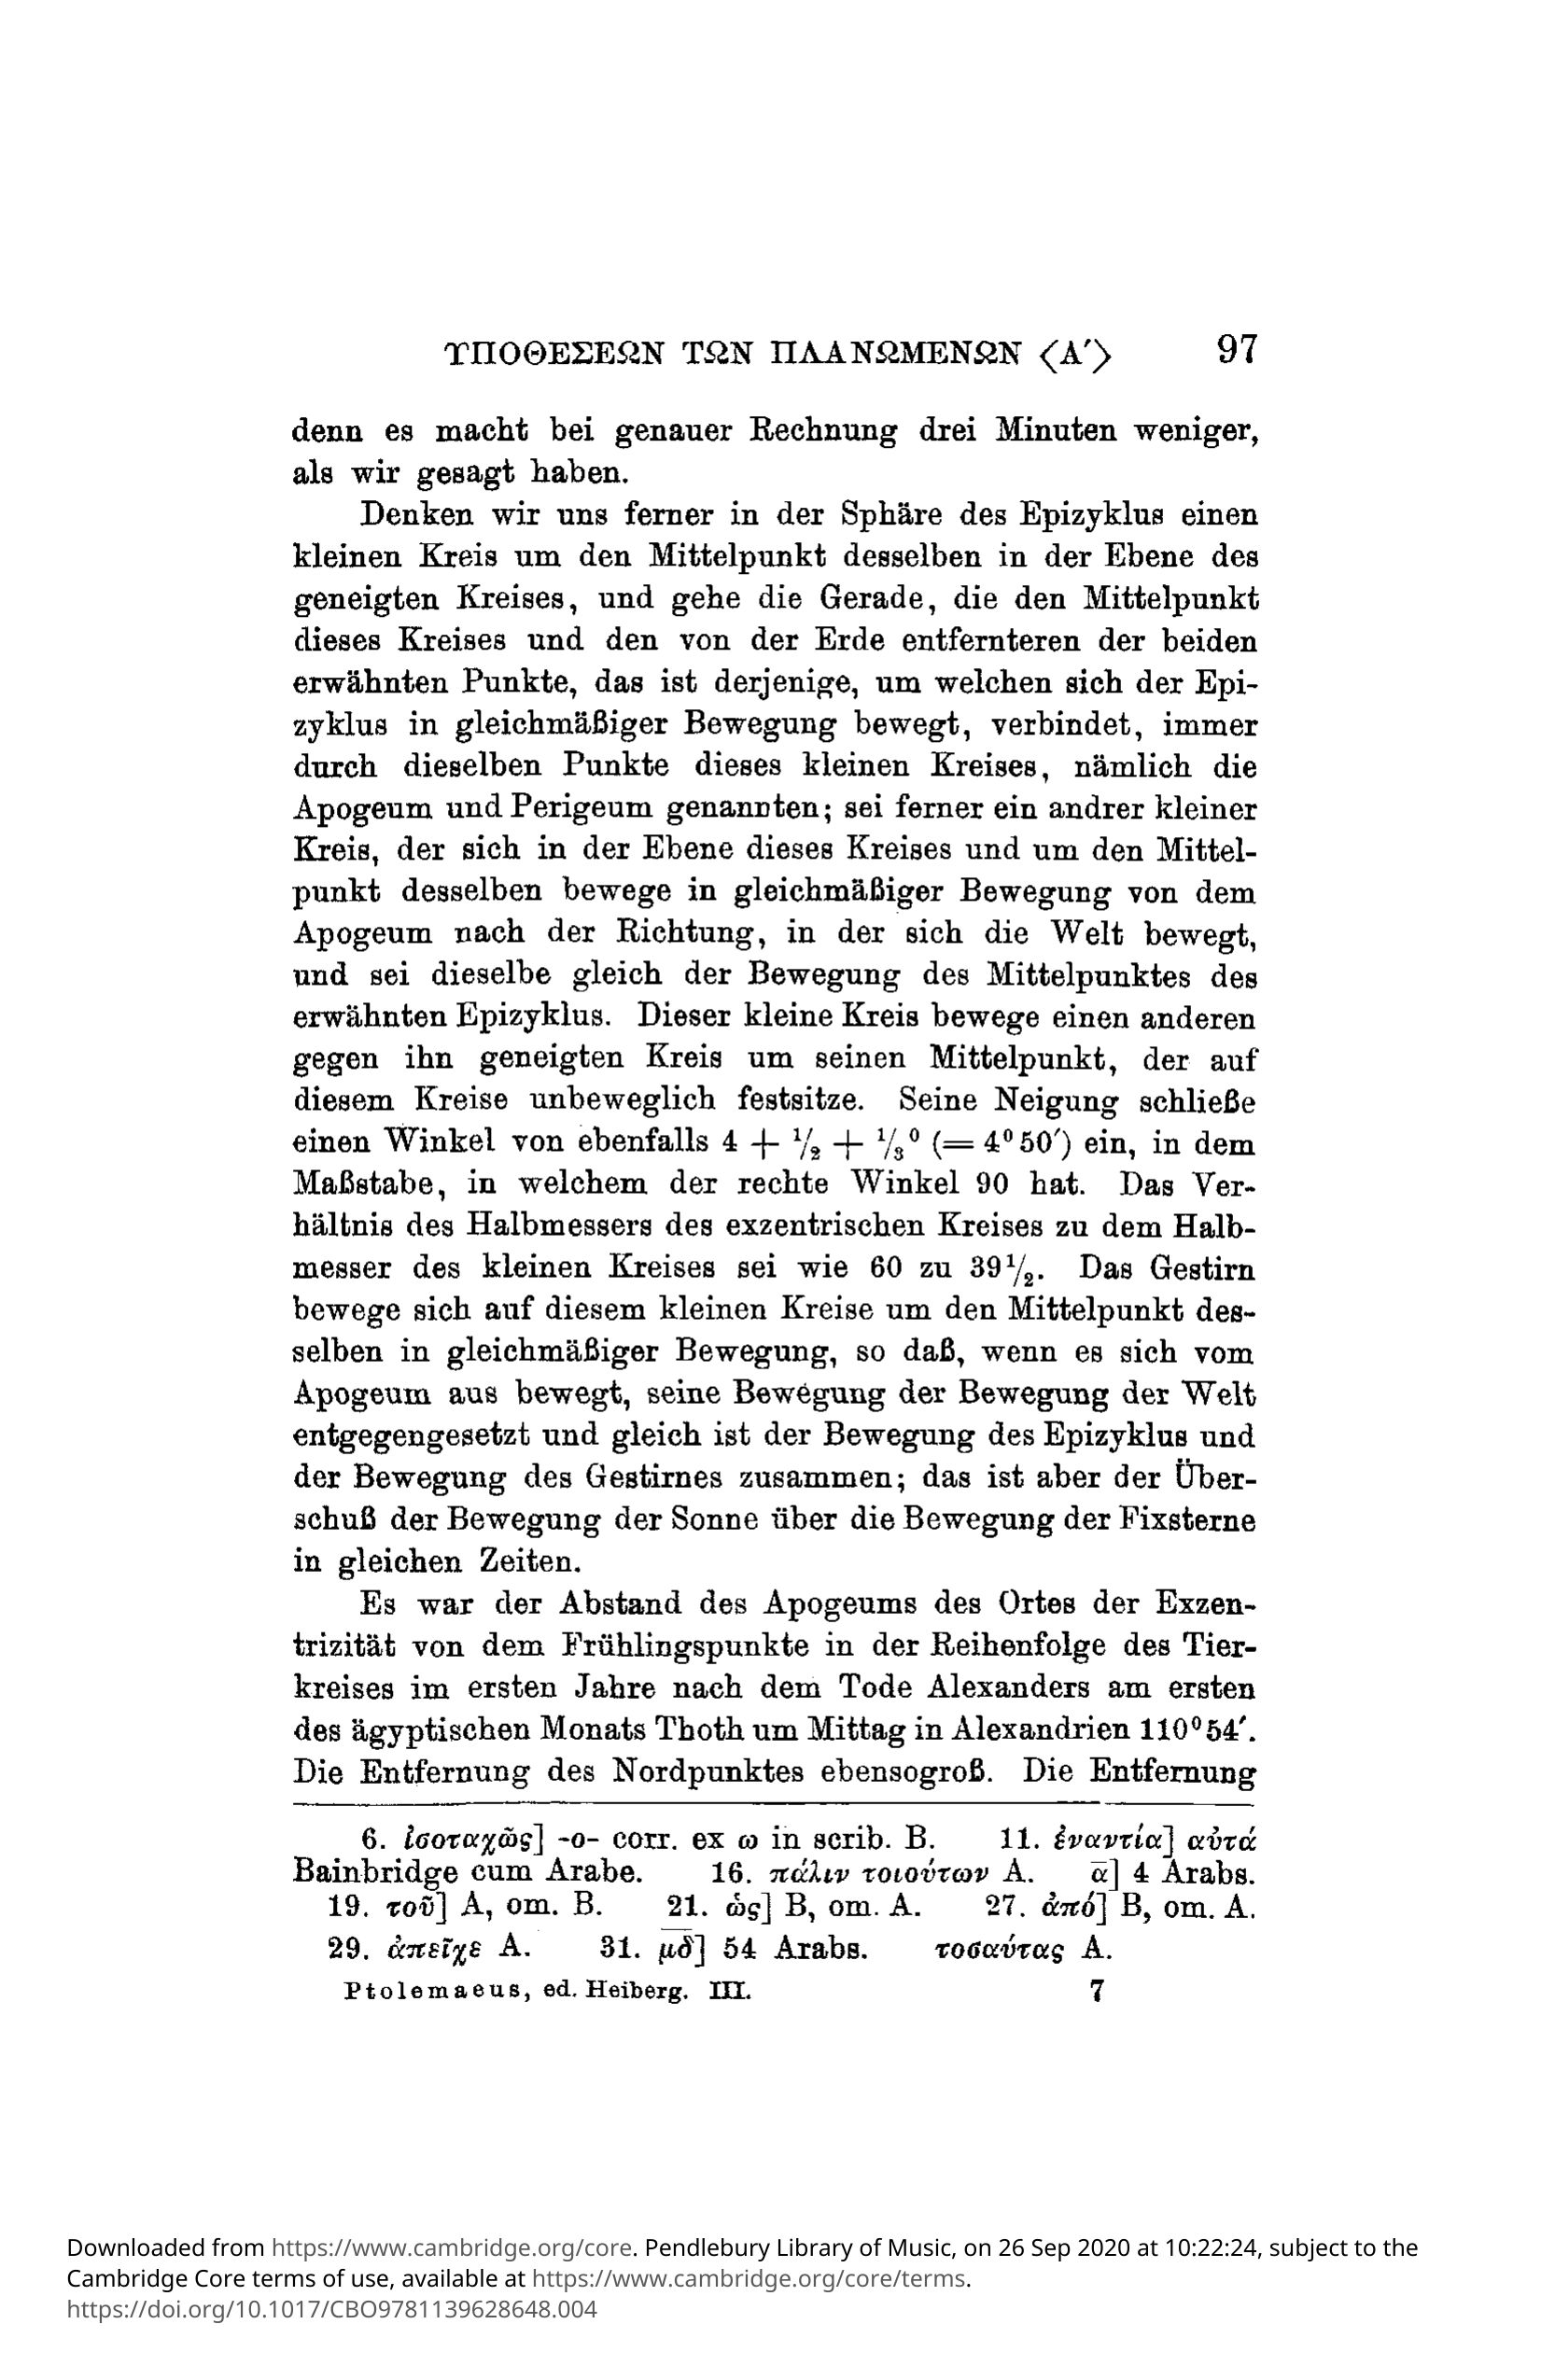 ΥΠΟΘΕΣΕΩΝ ΤΩΝ ΠΛΑΝΩΜΕΝΩΝ ⟨Α′⟩ 97
denn es macht bei genauer Rechnung drei Minuten weniger,
als wir gesagt haben.
Denken wir uns ferner in der Sphäre des Epizyklus einen
kleinen Kreis um den Mittelpunkt desselben in der Ebene des
geneigten Kreises, und gehe die Gerade, die den Mittelpunkt
dieses Kreises und den von der Erde entfernteren der beiden
erwähnten Punkte, das ist derjenige, um welchen sich der Epi-
zyklus in gleichmäßiger Bewegung bewegt, verbindet, immer
durch dieselben Punkte dieses kleinen Kreises, nämlich die
Apogeum und Perigeum genannten; sei ferner ein andrer kleiner
Kreis, der sich in der Ebene dieses Kreises und um den Mittel-
punkt desselben bewege in gleichmäßiger Bewegung von dem
Apogeum nach der Richtung, in der sich die Welt bewegt,
und sei dieselbe gleich der Bewegung des Mittelpunktes des
erwähnten Epizyklus. Dieser kleine Kreis bewege einen anderen
gegen ihn geneigten Kreis um seinen Mittelpunkt, der auf
diesem Kreise unbeweglich festsitze. Seine Neigung schließe
einen Winkel von ebenfalls 4 + 1/2 + 1/3⁰ (= 4⁰ 50′) ein, in dem
Maßstabe, in welchem der rechte Winkel 90 hat. Das Ver-
hältnis des Halbmessers des exzentrischen Kreises zu dem Halb-
messer des kleinen Kreises sei wie 60 zu 39 1/2. Das Gestirn
bewege sich auf diesem kleinen Kreise um den Mittelpunkt des-
selben in gleichmäßiger Bewegung, so daß, wenn es sich vom
Apogeum aus bewegt, seine Bewegung der Bewegung der Welt
entgegengesetzt und gleich ist der Bewegung des Epizyklus und
der Bewegung des Gestirnes zusammen; das ist aber der Über-
schuß der Bewegung der Sonne über die Bewegung der Fixsterne
in gleichen Zeiten.
Es war der Abstand des Apogeums des Ortes der Exzen-
trizität von dem Frühlingspunkte in der Reihenfolge des Tier-
kreises im ersten Jahre nach dem Tode Alexanders am ersten
des ägyptischen Monats Thoth um Mittag in Alexandrien 110⁰ 54′.
Die Entfernung des Nordpunktes ebensogroß. Die Entfernung
6. ἰσοταχῶς] -ο- corr. ex ω in scrib. B. 11. ἐναντία] αὐτά
Bainbridge cum Arabe. 16. πάλιν τοιούτων A. α̅] 4 Arabs.
19. τοῦ] A, om. B. 21. ὡς] B, om. A. 27. ἀπό] B, om. A.
29. ἀπεῖχε A. 31. μ̅δ̅] 54 Arabs. τοσαύτας A.
Ptolemaeus, ed. Heiberg. III. 7
Downloaded from https://www.cambridge.org/core. Pendlebury Library of Music, on 26 Sep 2020 at 10:22:24, subject to the
Cambridge Core terms of use, available at https://www.cambridge.org/core/terms.
https://doi.org/10.1017/CBO9781139628648.004